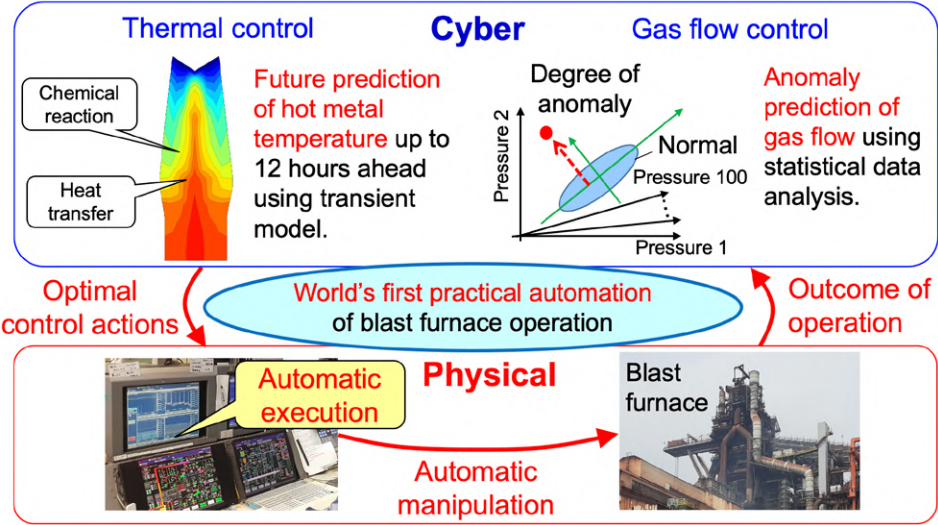 Thermal control
Cyber
Gas flow control
Chemical
reaction
Heat
transfer
Future prediction
of hot metal
temperature up to
12 hours ahead
using transient
model.
Degree of
anomaly
Pressure 2
Normal
Pressure 100
Pressure 1
Anomaly
prediction of
gas flow using
statistical data
analysis.
Optimal
control actions
World's first practical automation
of blast furnace operation
Outcome of
operation
Physical
Automatic
execution
Blast
furnace
Automatic
manipulation